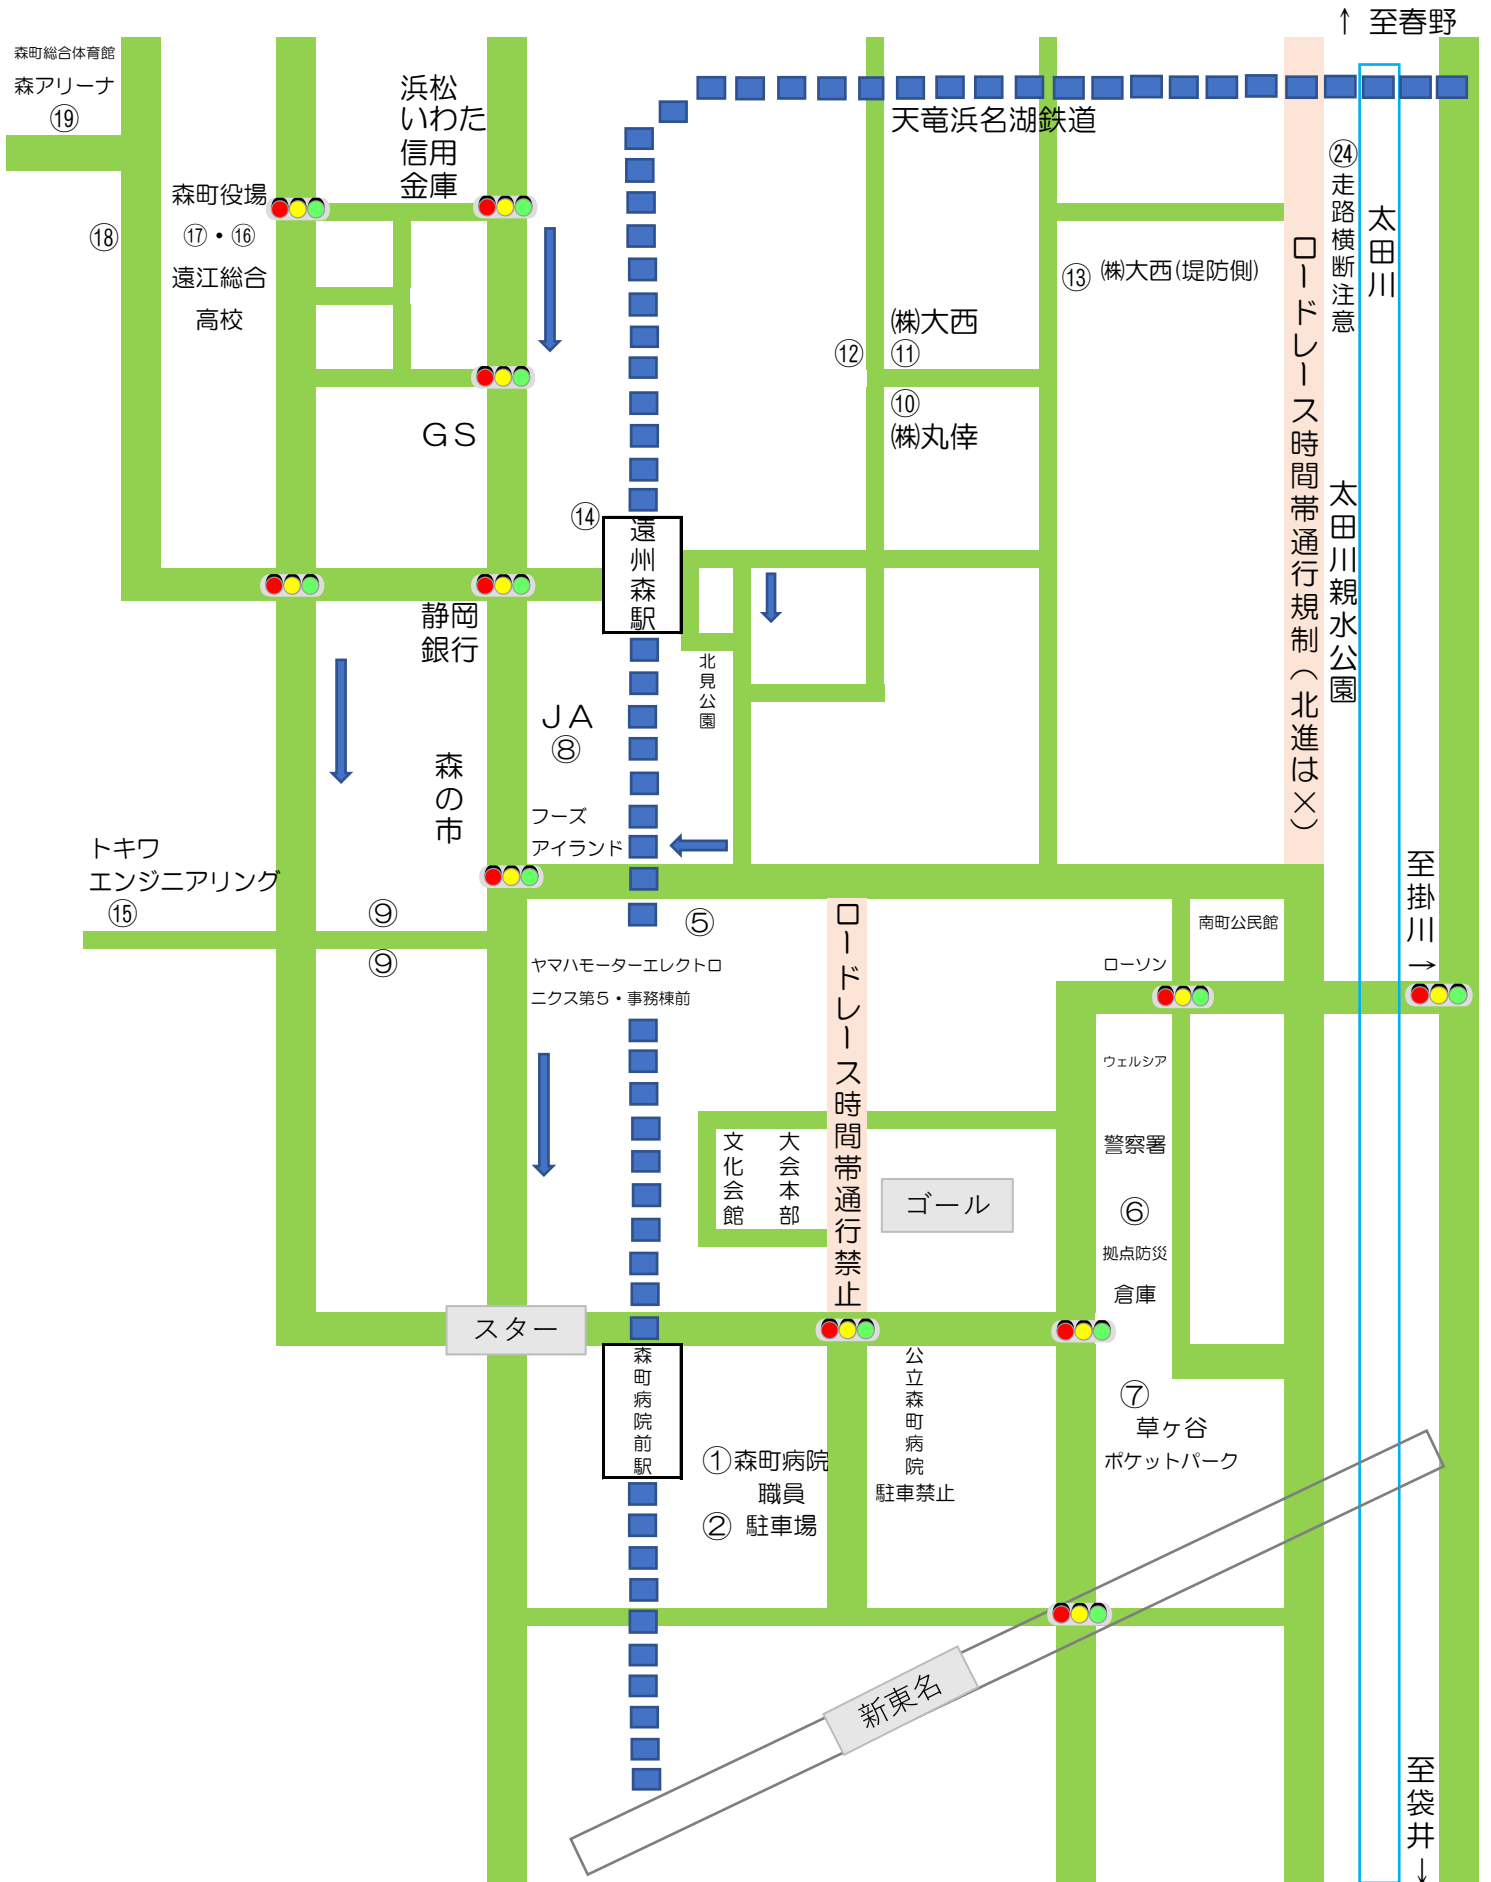 ↑ 至春野
森町総合体育館
森アリーナ
⑲
浜松
いわた
信用
金庫
天竜浜名湖鉄道
㉔走路横断注意
太田川
森町役場
⑰・⑯
遠江総合
高校
⑱
⑬ ㈱大西(堤防側)
ロードレース時間帯通行規制(北進は×)
㈱大西
⑫
⑪
⑩
㈱丸倖
GS
太田川親水公園
⑭
遠州森駅
静岡
銀行
北見公園
JA
⑧
森の市
フーズ
アイランド
トキワ
エンジニアリング
⑮
⑨
⑨
⑤
ヤマハモーターエレクトロ
ニクス第5・事務棟前
ロードレース時間帯通行禁止
南町公民館
至掛川→
ローソン
ウェルシア
文化会館
大会本部
警察署
ゴール
⑥
拠点防災
倉庫
スター
森町病院前駅
公立森町病院
駐車禁止
①森町病院
職員
② 駐車場
⑦
草ヶ谷
ポケットパーク
新東名
至袋井↓